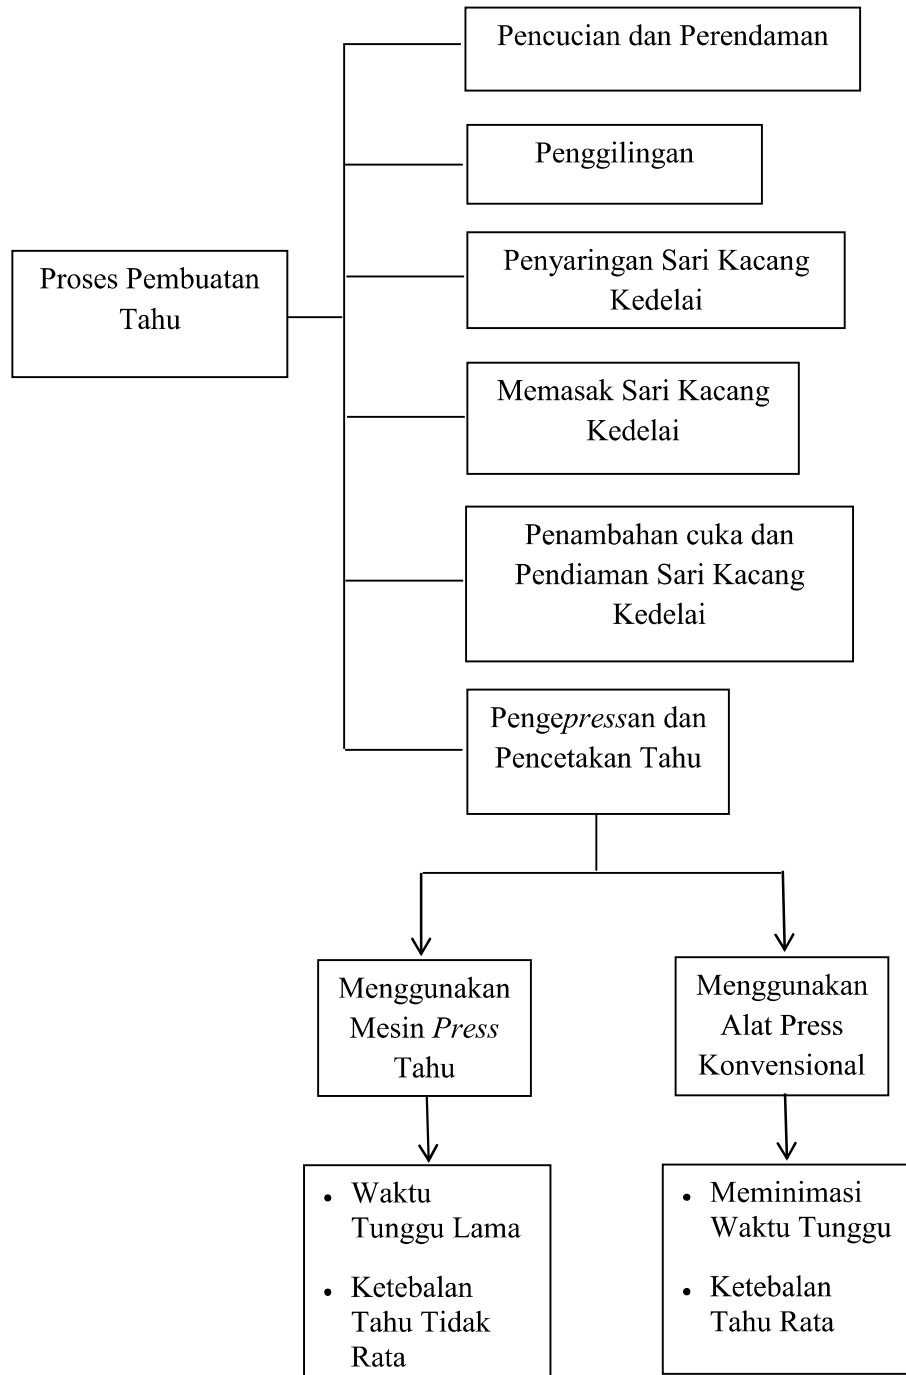 Pencucian dan Perendaman
Penggilingan
Penyaringan Sari Kacang
Kedelai
Proses Pembuatan
Tahu
Memasak Sari Kacang
Kedelai
Penambahan cuka dan
Pendiaman Sari Kacang
Kedelai
Pengepressan dan
Pencetakan Tahu
Menggunakan
Mesin Press
Tahu
Menggunakan
Alat Press
Konvensional
• Waktu
Tunggu Lama
• Ketebalan
Tahu Tidak
Rata
• Meminimasi
Waktu Tunggu
• Ketebalan
Tahu Rata